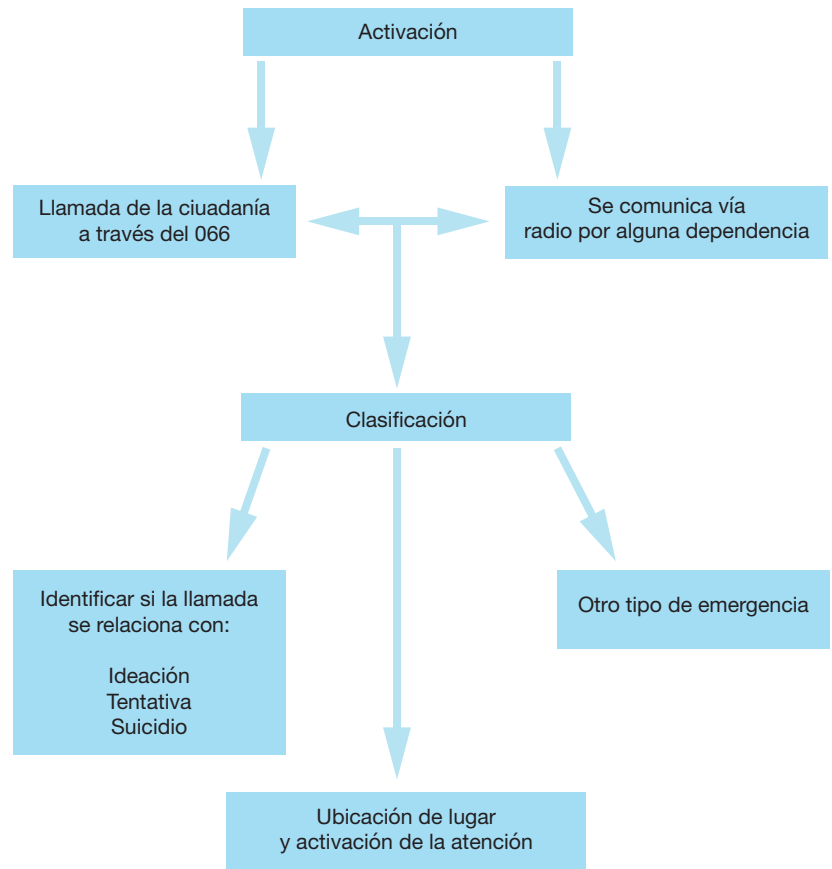 Activación
Llamada de la ciuadanía
a través del 066
Se comunica vía
radio por alguna dependencia
Clasificación
Identificar si la llamada
se relaciona con:
Ideación
Tentativa
Suicidio
Otro tipo de emergencia
Ubicación de lugar
y activación de la atención